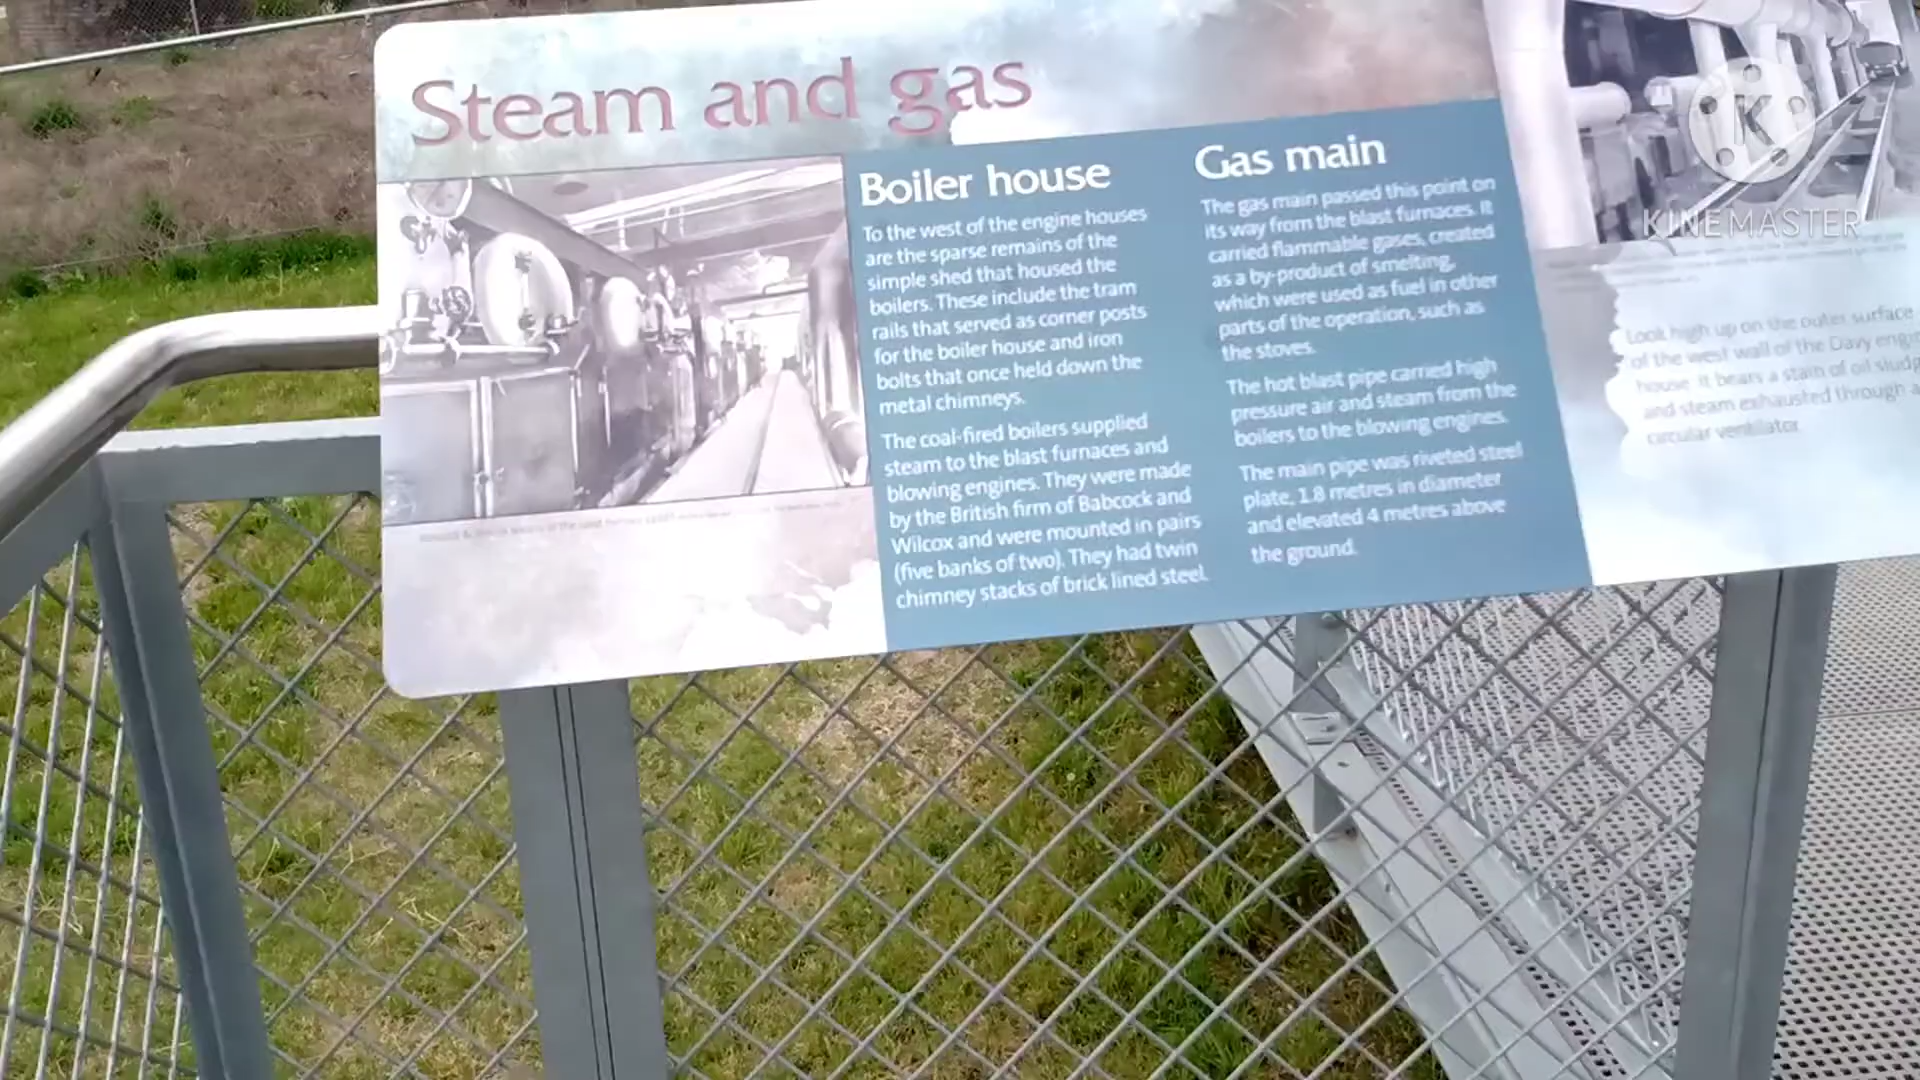 Steam and gas
Boiler house
To the west of the engine houses
are the sparse remains of the
simple shed that housed the
boilers. These include the tram
rails that served as corner posts
for the boiler house and iron
bolts that once held down the
metal chimneys.
The coal-fired boilers supplied
steam to the blast furnaces and
blowing engines. They were made
by the British firm of Babcock and
Wilcox and were mounted in pairs
(five banks of two). They had twin
chimney stacks of brick lined steel.
Gas main
The gas main passed this point on
its way from the blast furnaces. It
carried flammable gases, created
as a by-product of smelting,
which were used as fuel in other
parts of the operation, such as
the stoves.
The hot blast pipe carried high
pressure air and steam from the
boilers to the blowing engines.
The main pipe was riveted steel
plate, 1.8 metres in diameter
and elevated 4 metres above
the ground.
Look high up on the outer surface
of the west wall of the Davy
house. It bears a stain of oil
and steam exhausted through a
circular ventilator.
K
KINEMASTER